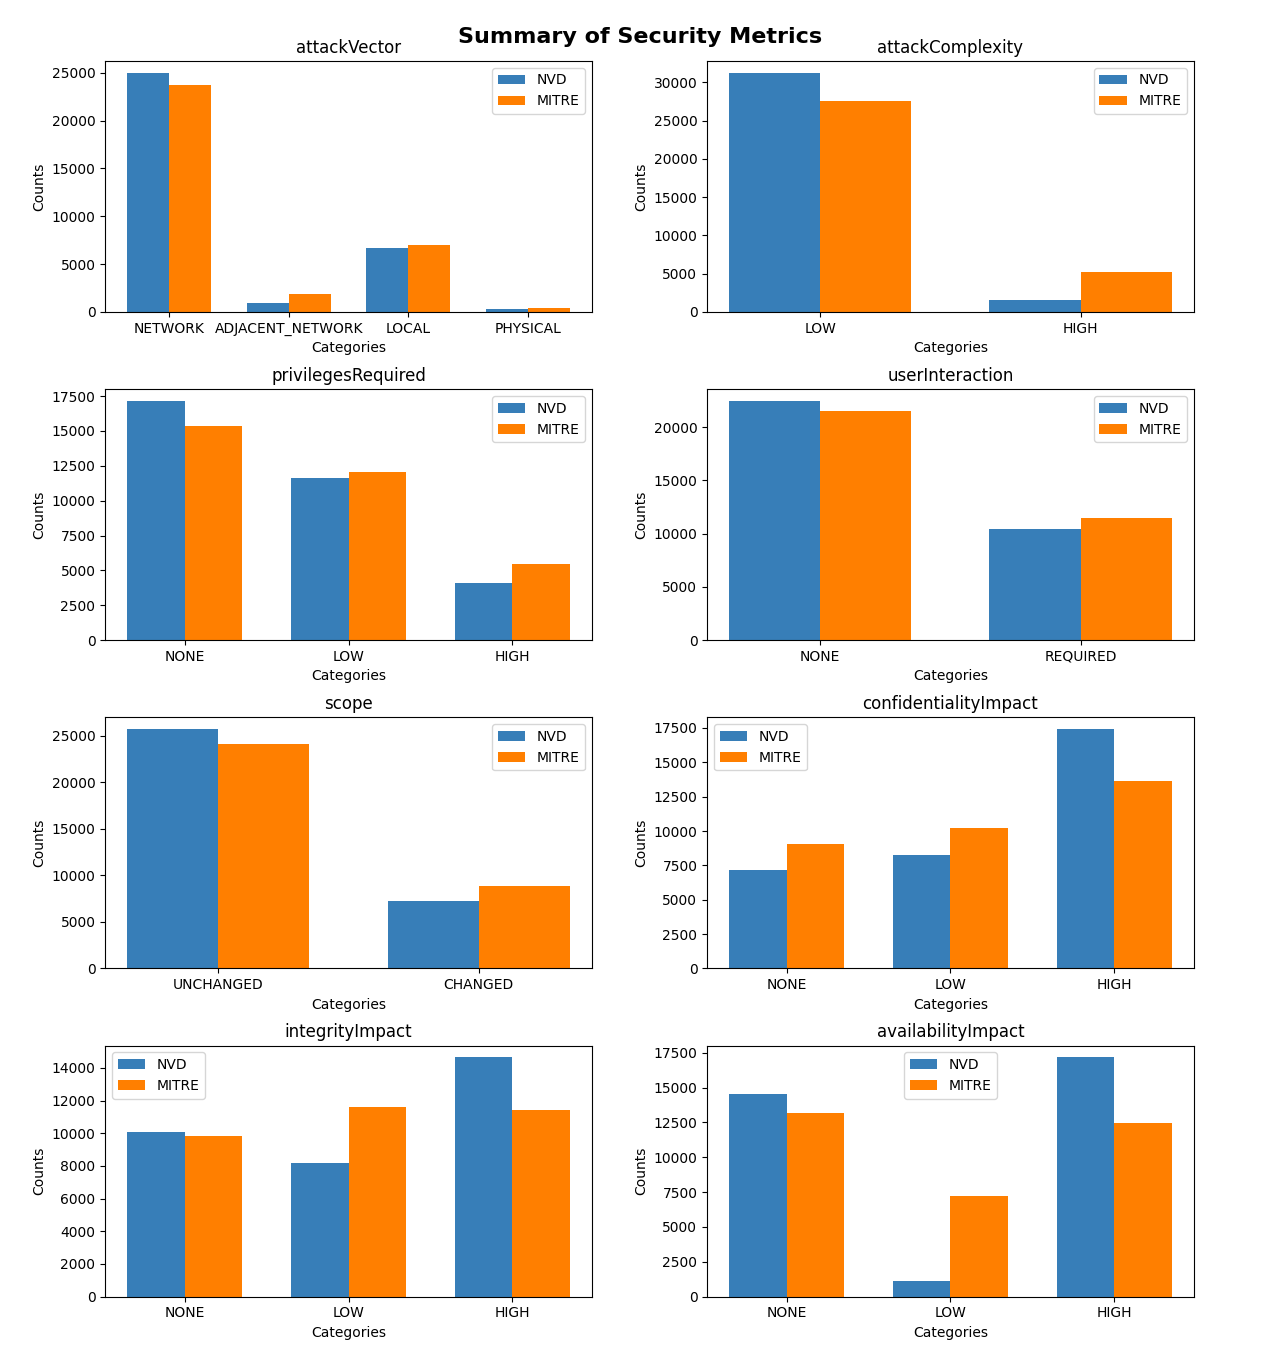 Summary of Security Metrics
attackVector
Counts
25000
20000
15000
10000
5000
0
NVD
MITRE
NETWORK ADJACENT_NETWORK LOCAL PHYSICAL
Categories
attackComplexity
Counts
30000
25000
20000
15000
10000
5000
0
NVD
MITRE
LOW HIGH
Categories
privilegesRequired
Counts
17500
15000
12500
10000
7500
5000
2500
0
NVD
MITRE
NONE LOW HIGH
Categories
userInteraction
Counts
20000
15000
10000
5000
0
NVD
MITRE
NONE REQUIRED
Categories
scope
Counts
25000
20000
15000
10000
5000
0
NVD
MITRE
UNCHANGED CHANGED
Categories
confidentialityImpact
Counts
17500
15000
12500
10000
7500
5000
2500
0
NVD
MITRE
NONE LOW HIGH
Categories
integrityImpact
Counts
14000
12000
10000
8000
6000
4000
2000
0
NVD
MITRE
NONE LOW HIGH
Categories
availabilityImpact
Counts
17500
15000
12500
10000
7500
5000
2500
0
NVD
MITRE
NONE LOW HIGH
Categories